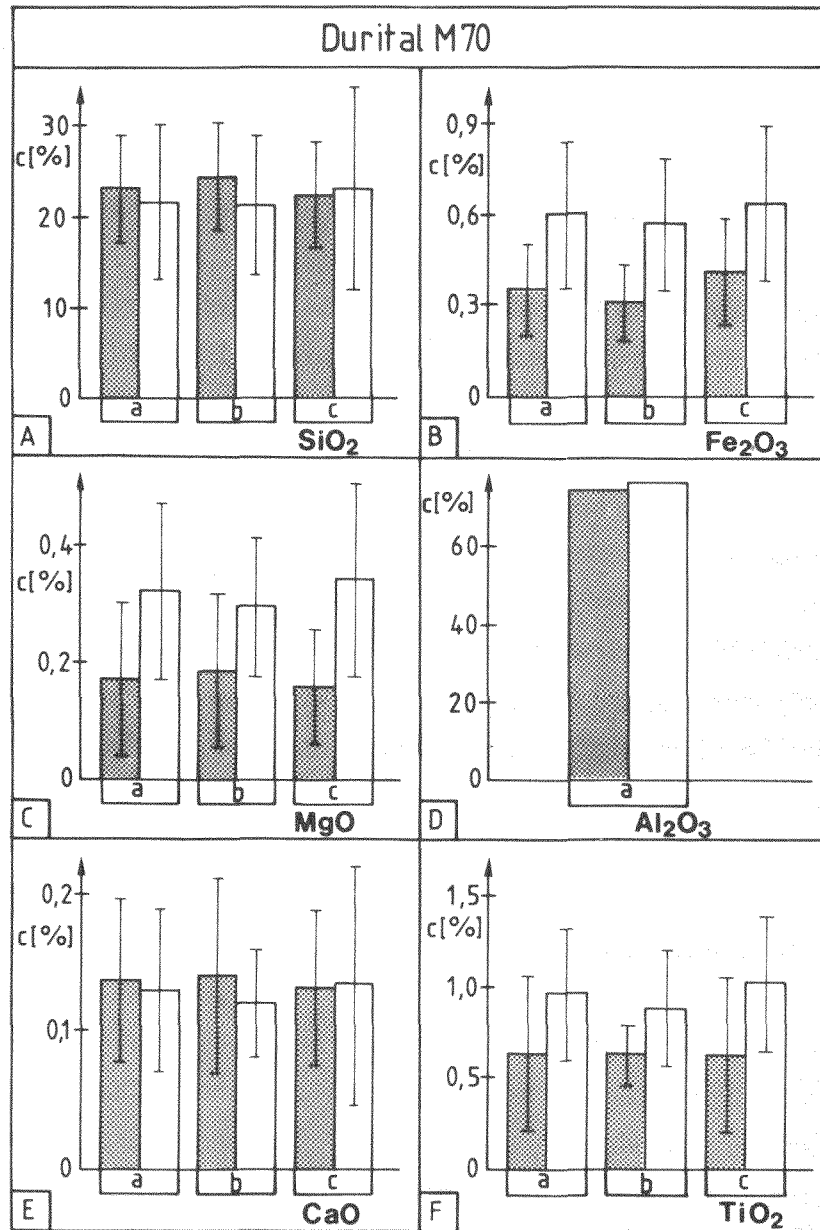 Durital M70
30
c[%]
20
10
0
a b c
A
SiO2
0,9
c[%]
0,6
0,3
0
a b c
B
Fe2O3
0,4
c[%]
0,2
0
a b c
C
MgO
c[%]
60
40
20
0
a
D
Al2O3
0,2
c[%]
0,1
0
a b c
E
CaO
1,5
c[%]
1,0
0,5
0
a b c
F
TiO2